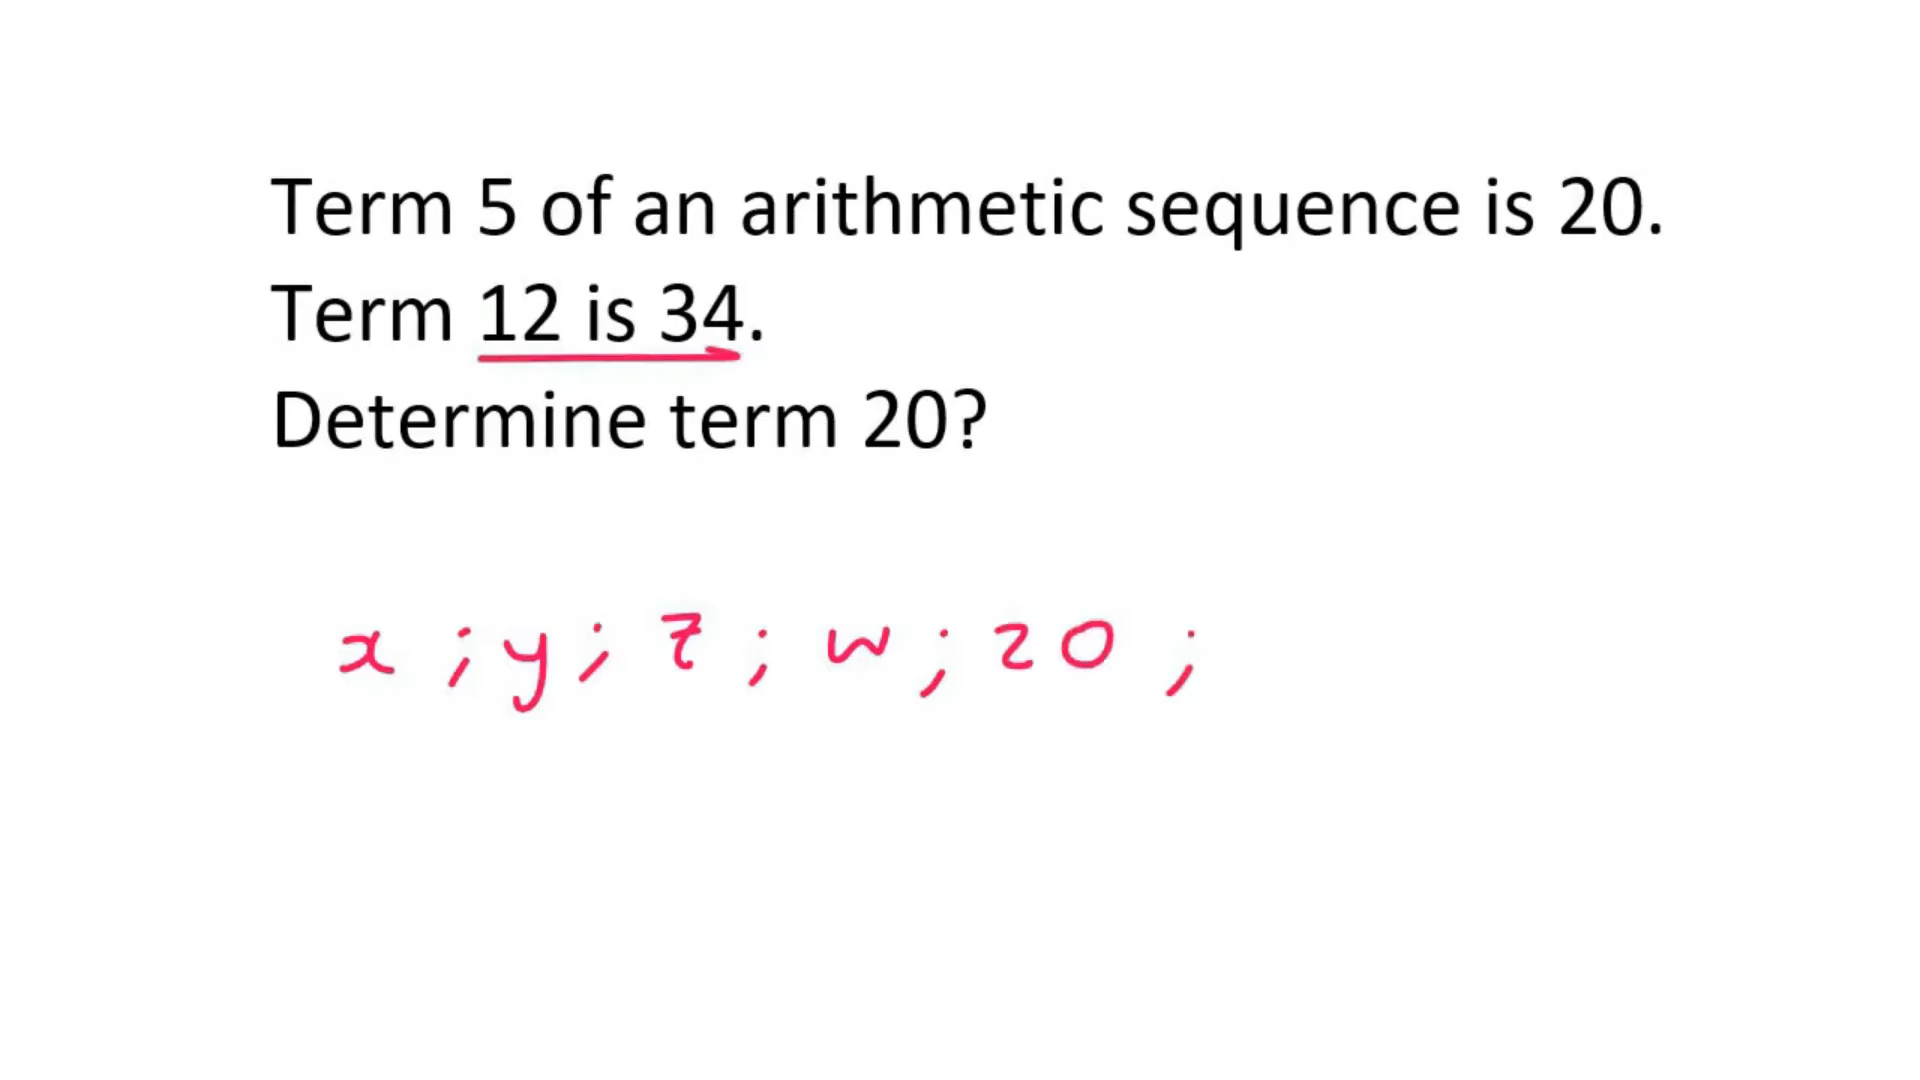 Term 5 of an arithmetic sequence is 20.
Term 12 is 34.
Determine term 20?
x ; y ; z ; w ; 20 ;